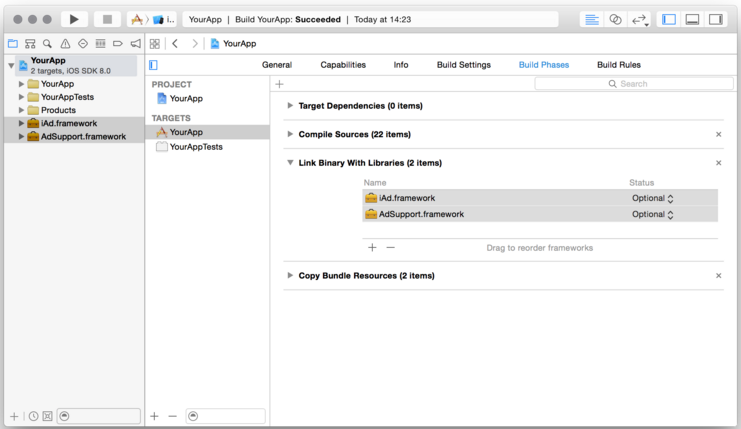 i..
YourApp | Build YourApp: Succeeded | Today at 14:23
YourApp
YourApp
2 targets, iOS SDK 8.0
YourApp
YourAppTests
Products
iAd.framework
AdSupport.framework
General Capabilities Info Build Settings Build Phases Build Rules
PROJECT
YourApp
TARGETS
YourApp
YourAppTests
Search
Target Dependencies (0 items)
Compile Sources (22 items)
Link Binary With Libraries (2 items)
Name Status
iAd.framework Optional
AdSupport.framework Optional
Drag to reorder frameworks
Copy Bundle Resources (2 items)